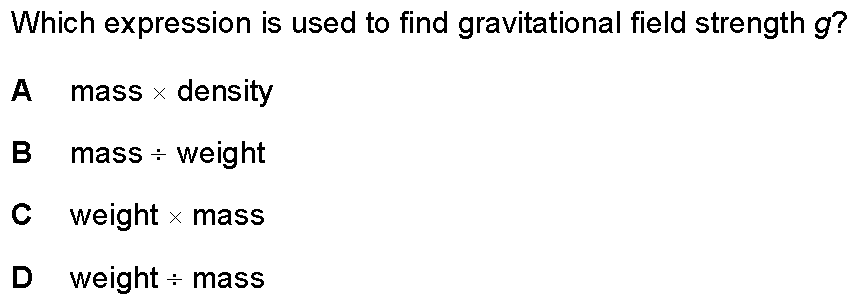 Which expression is used to find gravitational field strength g?
A mass × density
B mass ÷ weight
C weight × mass
D weight ÷ mass